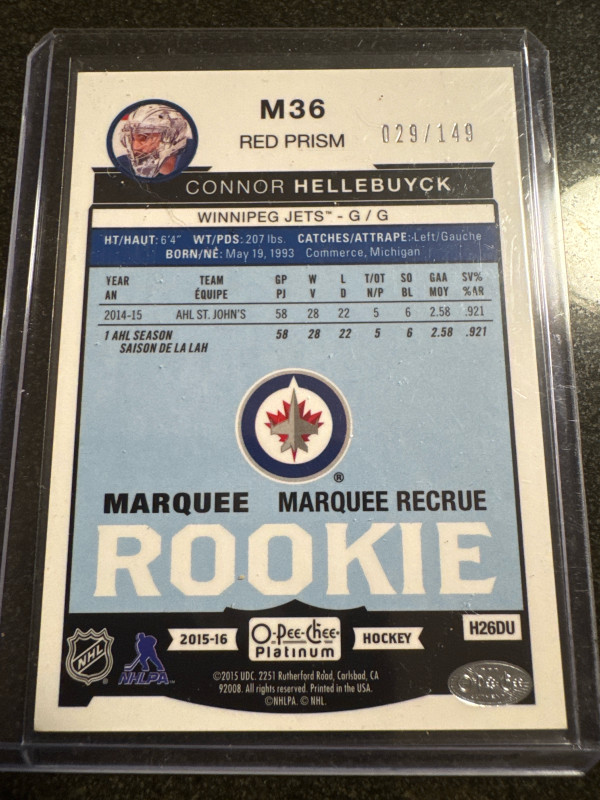 M36
RED PRISM
029/149
CONNOR HELLEBUYCK
WINNIPEG JETS™ - G / G
HT/HAUT: 6'4" WT/PDS: 207 lbs. CATCHES/ATTRAPE: Left/Gauche
BORN/NÉ: May 19, 1993 Commerce, Michigan
YEAR TEAM GP W L T/OT SO GAA SV%
AN ÉQUIPE PJ V D N/P BL MOY %AR
2014-15 AHL ST. JOHN'S 58 28 22 5 6 2.58 .921
1 AHL SEASON 58 28 22 5 6 2.58 .921
SAISON DE LA LAH
®
MARQUEE MARQUEE RECRUE
ROOKIE
NHL
NHLPA
2015-16 O-Pee-Chee Platinum HOCKEY
H26DU
©2015 UDC. 2251 Rutherford Road, Carlsbad, CA
92008. All rights reserved. Printed in the USA.
©NHLPA. © NHL.